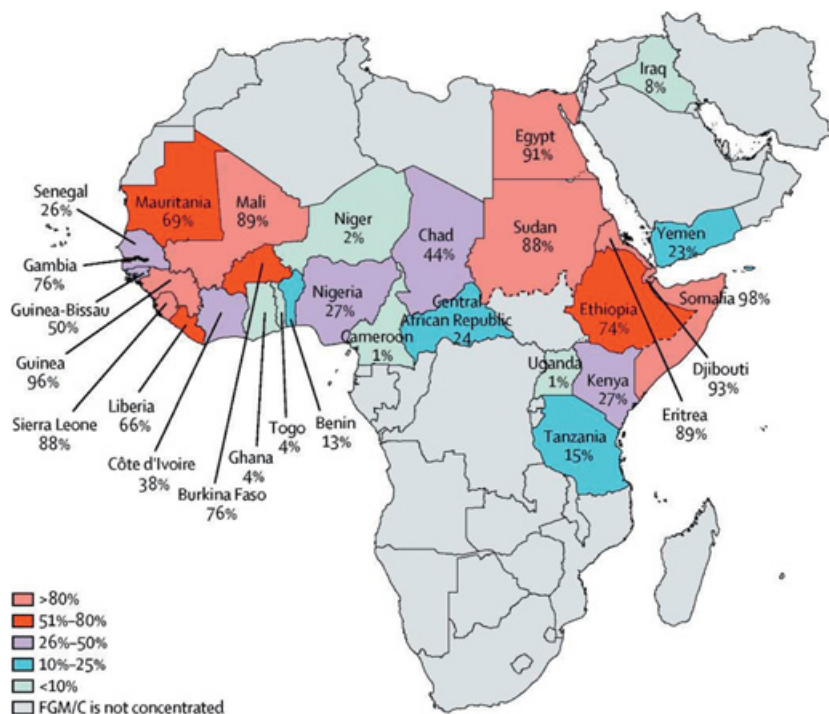 Iraq
8%
Egypt
91%
Senegal
26%
Mauritania
69%
Mali
89%
Niger
2%
Chad
44%
Sudan
88%
Yemen
23%
Gambia
76%
Guinea-Bissau
50%
Nigeria
27%
Central
African Republic
24
Ethiopia
74%
Somalia 98%
Guinea
96%
Cameroon
1%
Uganda
1%
Kenya
27%
Djibouti
93%
Sierra Leone
88%
Liberia
66%
Togo
4%
Benin
13%
Eritrea
89%
Tanzania
15%
Côte d'Ivoire
38%
Ghana
4%
Burkina Faso
76%
>80%
51%–80%
26%–50%
10%–25%
<10%
FGM/C is not concentrated